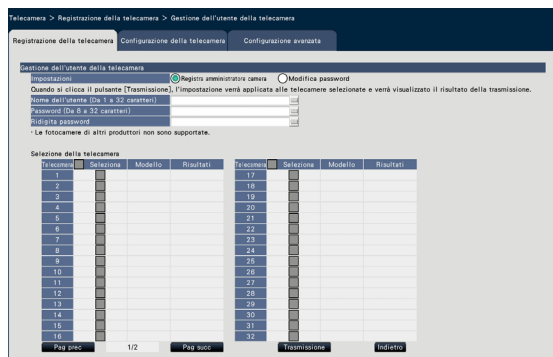 Telecamera > Registrazione della telecamera > Gestione dell'utente della telecamera
Registrazione della telecamera Configurazione della telecamera Configurazione avanzata
Gestione dell'utente della telecamera
Impostazioni Registra amministratore camera Modifica password
Quando si clicca il pulsante [Trasmissione], l'impostazione verrà applicata alle telecamere selezionate e verrà visualizzato il risultato della trasmissione.
Nome dell'utente (Da 1 a 32 caratteri)
Password (Da 8 a 32 caratteri)
Ridigita password
・Le fotocamere di altri produttori non sono supportate.
Selezione della telecamera
Telecamera Seleziona Modello Risultati Telecamera Seleziona Modello Risultati
1 17
2 18
3 19
4 20
5 21
6 22
7 23
8 24
9 25
10 26
11 27
12 28
13 29
14 30
15 31
16 32
Pag prec 1/2 Pag succ Trasmissione Indietro